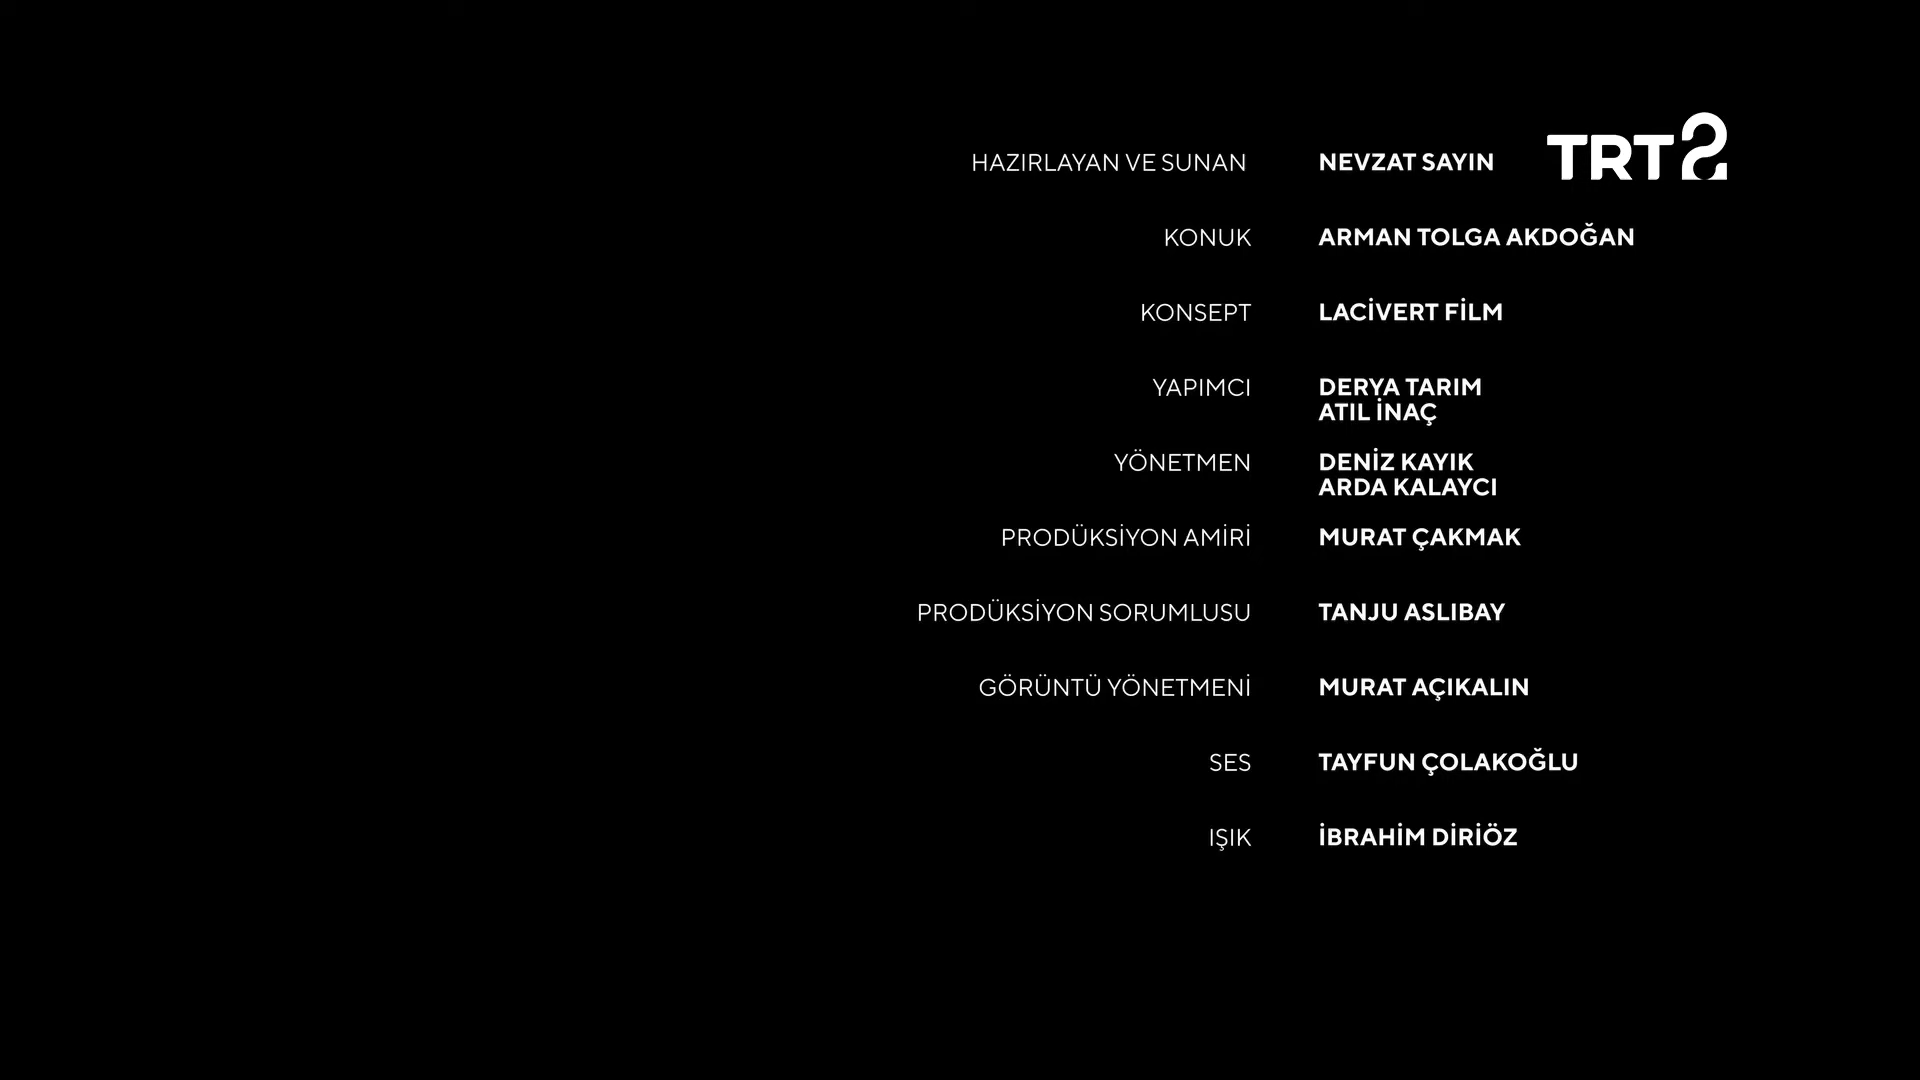 HAZIRLAYAN VE SUNAN NEVZAT SAYIN TRT2
KONUK ARMAN TOLGA AKDOĞAN
KONSEPT LACİVERT FİLM
YAPIMCI DERYA TARIM
ATIL İNAÇ
YÖNETMEN DENİZ KAYIK
ARDA KALAYCI
PRODÜKSİYON AMİRİ MURAT ÇAKMAK
PRODÜKSİYON SORUMLUSU TANJU ASLIBAY
GÖRÜNTÜ YÖNETMENİ MURAT AÇIKALIN
SES TAYFUN ÇOLAKOĞLU
IŞIK İBRAHİM DİRİÖZ